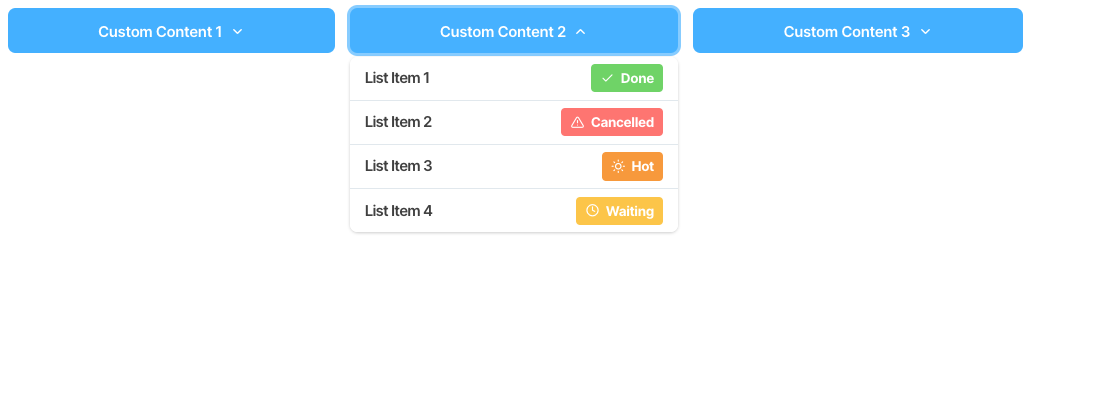 Custom Content 1
Custom Content 2
Custom Content 3
List Item 1 Done
List Item 2 Cancelled
List Item 3 Hot
List Item 4 Waiting